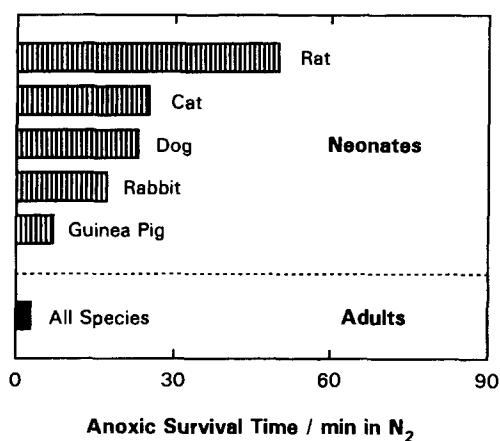 Rat
Cat
Dog
Neonates
Rabbit
Guinea Pig
All Species
Adults
0 30 60 90
Anoxic Survival Time / min in N₂